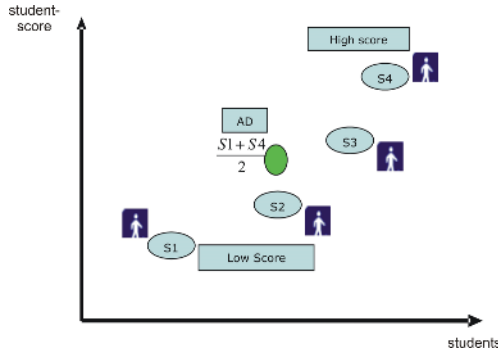 student-
score
High score
S4
AD
S1 + S4
2
S3
S2
S1
Low Score
students